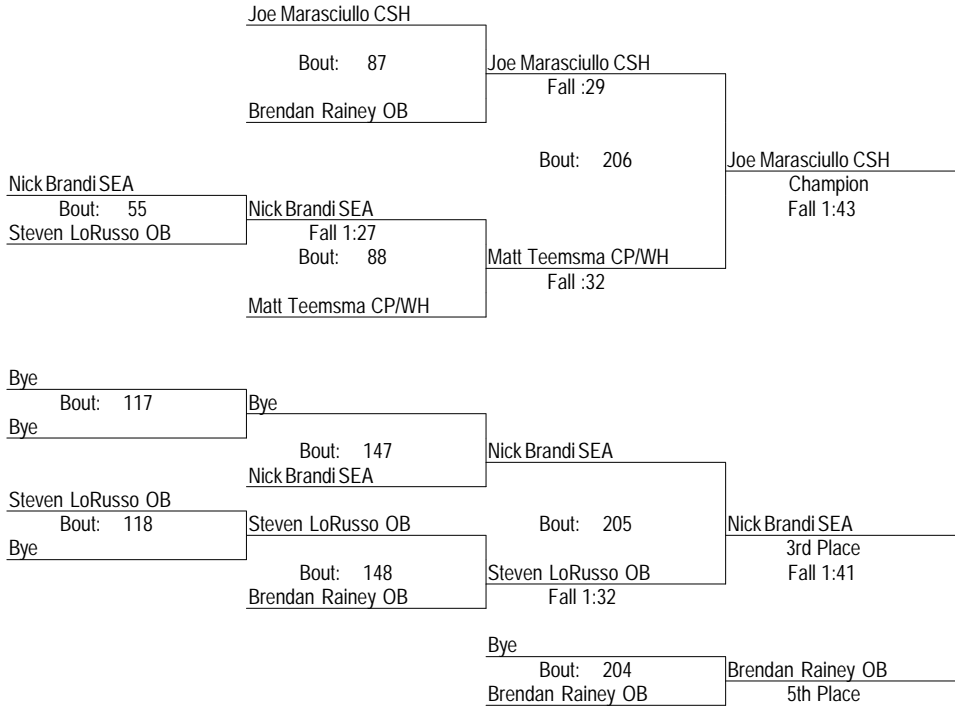 Joe Marasciullo CSH
Bout: 87
Joe Marasciullo CSH
Fall :29
Brendan Rainey OB
Bout: 206
Joe Marasciullo CSH
Champion
Fall 1:43
Nick Brandi SEA
Bout: 55
Steven LoRusso OB
Nick Brandi SEA
Fall 1:27
Bout: 88
Matt Teemsma CP/WH
Fall :32
Matt Teemsma CP/WH
Bye
Bout: 117
Bye
Bye
Bout: 147
Nick Brandi SEA
Nick Brandi SEA
Steven LoRusso OB
Bout: 118
Bye
Steven LoRusso OB
Bout: 205
Nick Brandi SEA
3rd Place
Fall 1:41
Bout: 148
Steven LoRusso OB
Fall 1:32
Brendan Rainey OB
Bye
Bout: 204
Brendan Rainey OB
Brendan Rainey OB
5th Place